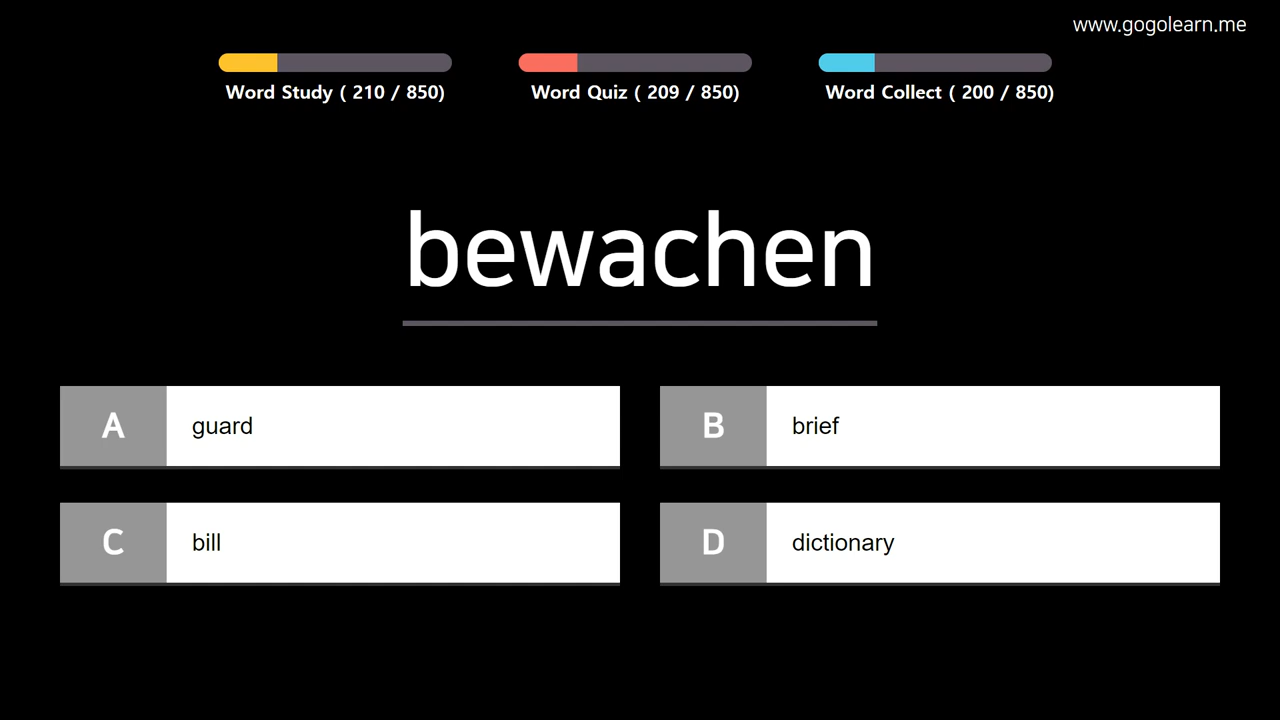 www.gogolearn.me
Word Study ( 210 / 850)
Word Quiz ( 209 / 850)
Word Collect ( 200 / 850)
bewachen
A guard
B brief
C bill
D dictionary